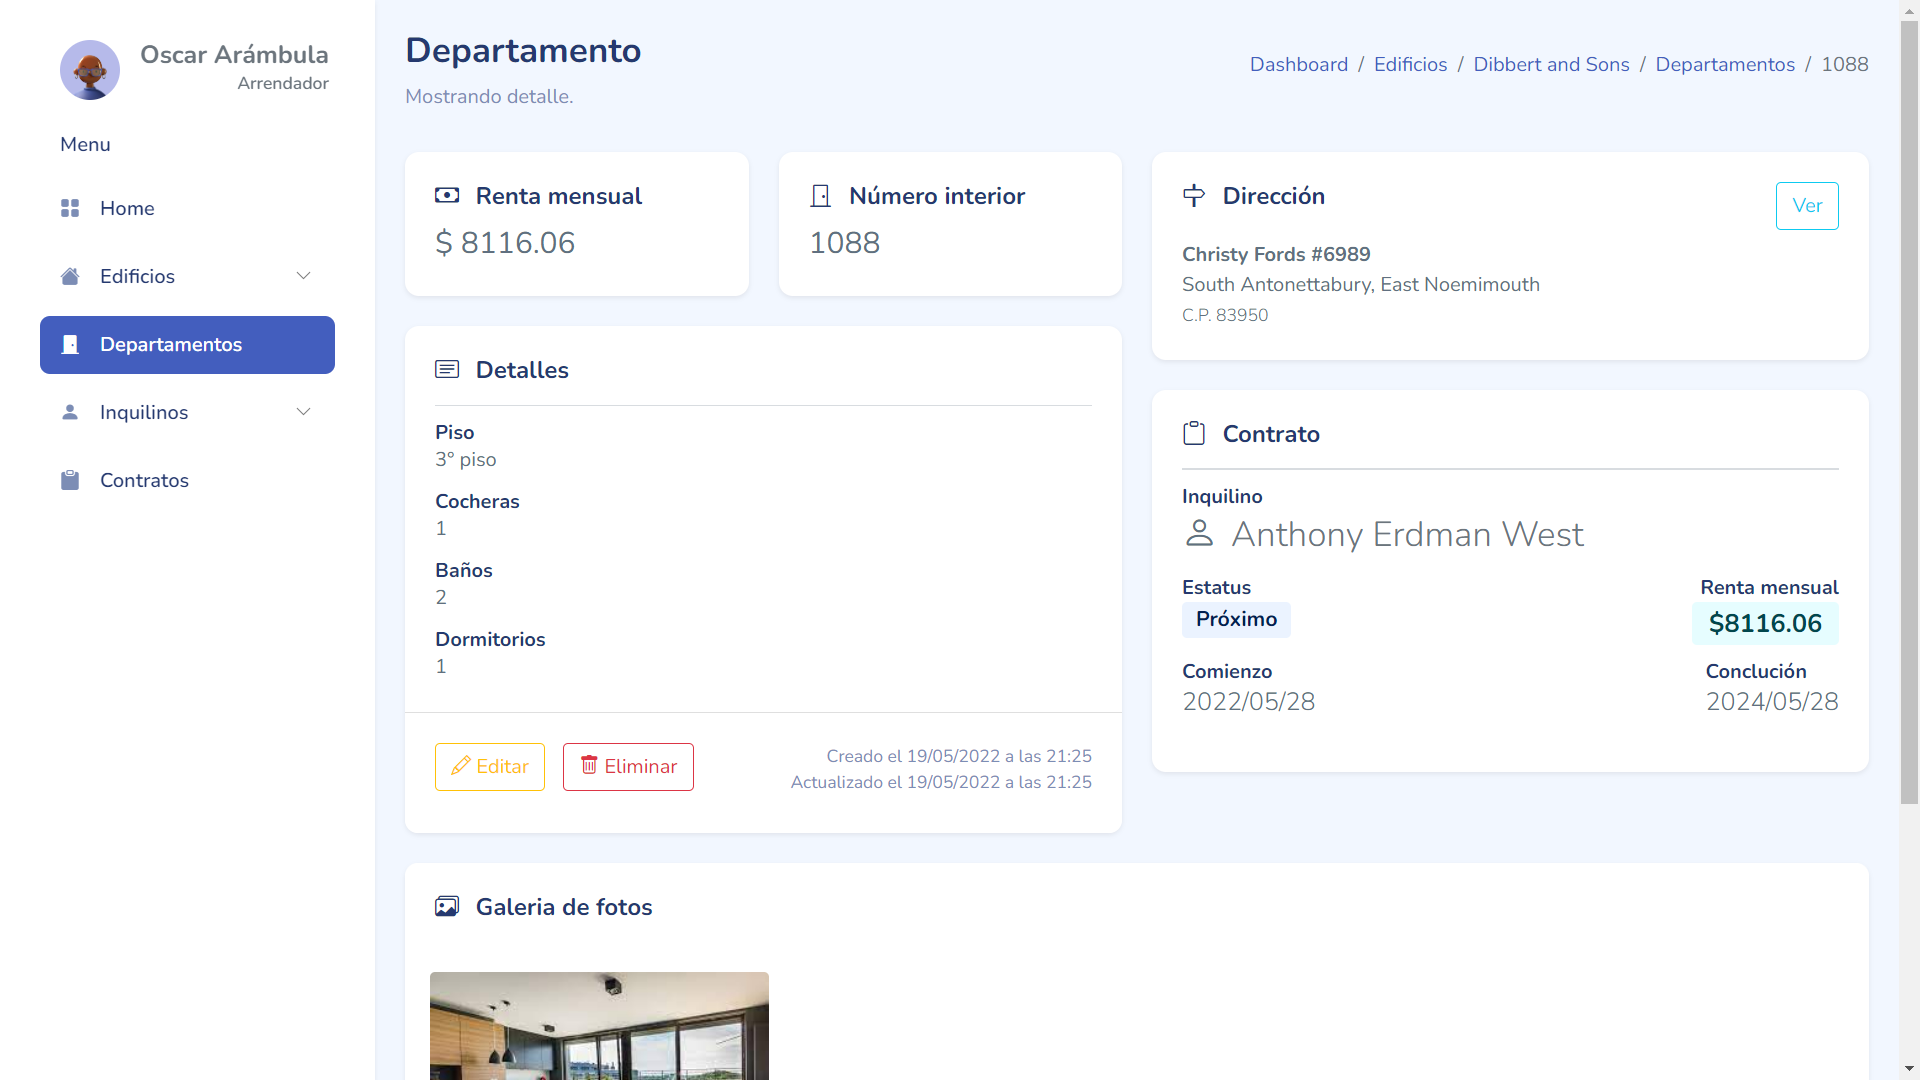 Oscar Arámbula
Arrendador
Menu
Home
Edificios
Departamentos
Inquilinos
Contratos
Departamento
Mostrando detalle.
Dashboard / Edificios / Dibbert and Sons / Departamentos / 1088
Renta mensual
$ 8116.06
Número interior
1088
Dirección
Ver
Christy Fords #6989
South Antonettabury, East Noemimouth
C.P. 83950
Detalles
Piso
3° piso
Cocheras
1
Baños
2
Dormitorios
1
Editar
Eliminar
Creado el 19/05/2022 a las 21:25
Actualizado el 19/05/2022 a las 21:25
Contrato
Inquilino
Anthony Erdman West
Estatus
Próximo
Renta mensual
$8116.06
Comienzo
2022/05/28
Conclución
2024/05/28
Galeria de fotos